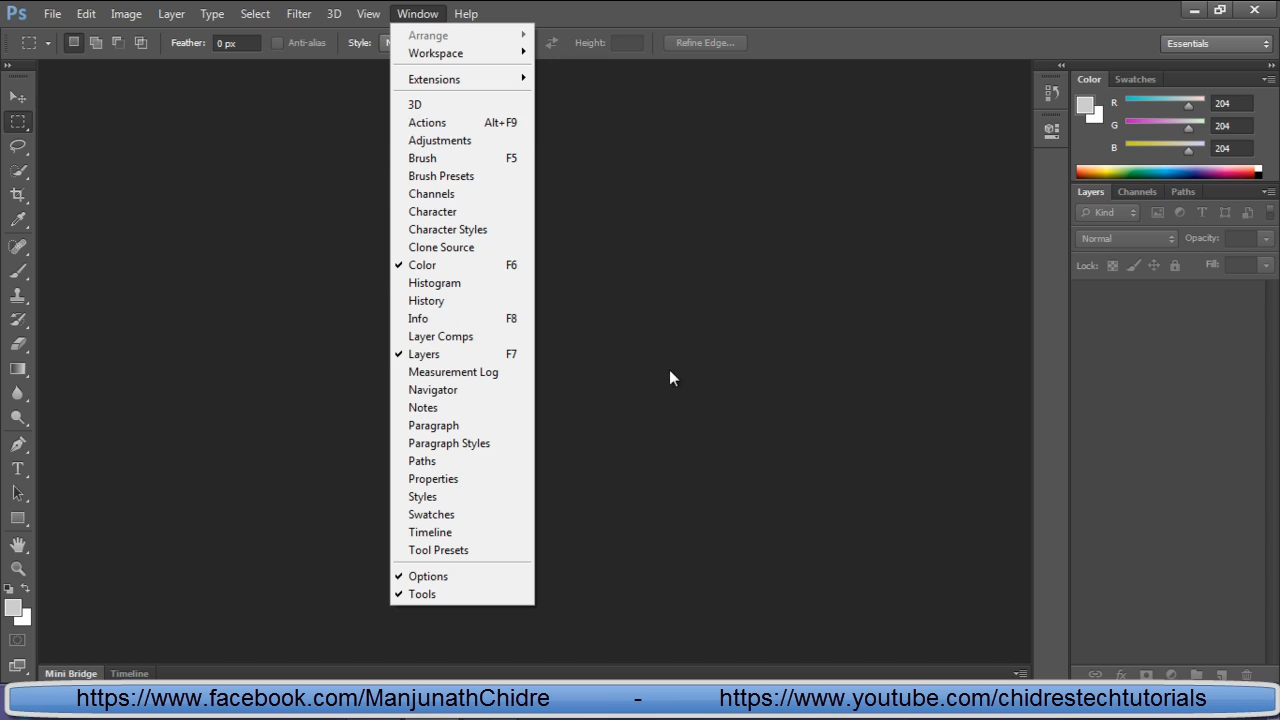 Ps File Edit Image Layer Type Select Filter 3D View Window Help
Feather: 0 px Anti-alias Style: Height: Refine Edge... Essentials
Arrange
Workspace
Extensions
3D
Actions Alt+F9
Adjustments
Brush F5
Brush Presets
Channels
Character
Character Styles
Clone Source
Color F6
Histogram
History
Info F8
Layer Comps
Layers F7
Measurement Log
Navigator
Notes
Paragraph
Paragraph Styles
Paths
Properties
Styles
Swatches
Timeline
Tool Presets
Options
Tools
Color Swatches
R 204
G 204
B 204
Layers Channels Paths
Kind
Normal Opacity:
Lock: Fill:
Mini Bridge Timeline
https://www.facebook.com/ManjunathChidre - https://www.youtube.com/chidrestechtutorials